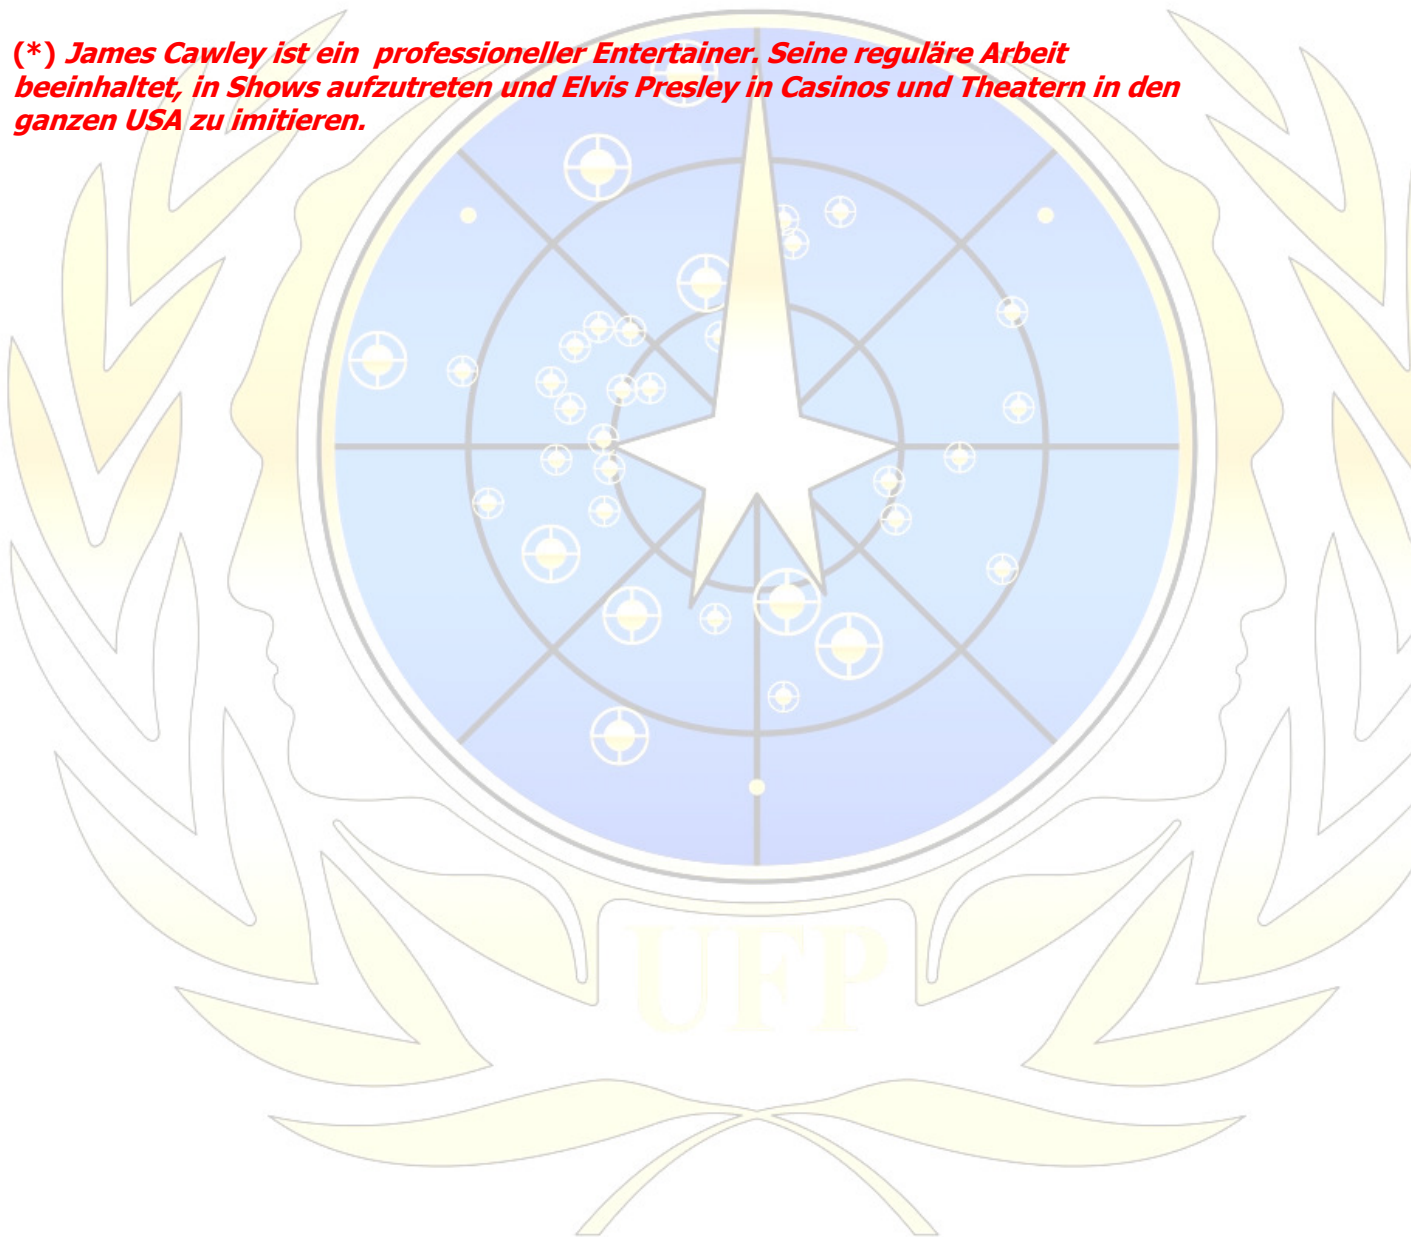 (*) James Cawley ist ein  professioneller Entertainer. Seine reguläre Arbeit
beeinhaltet, in Shows aufzutreten und Elvis Presley in Casinos und Theatern in den
ganzen USA zu imitieren.
UFP